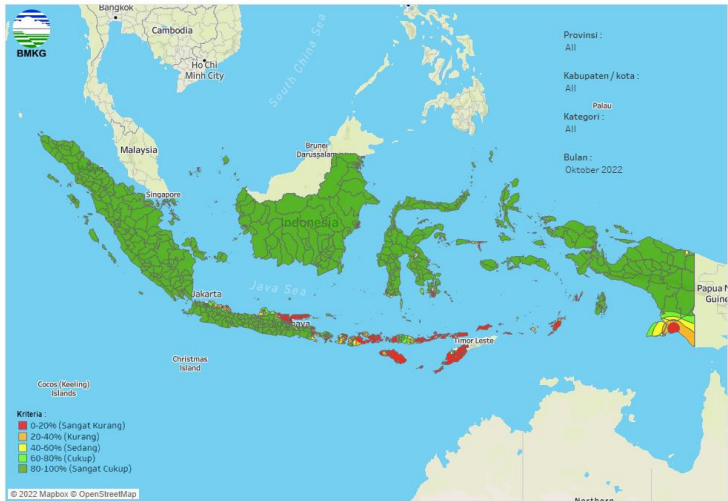 Bangkok
Cambodia
Ho Chi
Minh City
South China Sea
BMKG
Provinsi :
All
Kabupaten / kota :
All
Palau
Kategori :
All
Bulan :
Oktober 2022
Malaysia
Brunei
Darussalam
Singapore
Indonesia
Java Sea
Jakarta
Papua N
Guine
Timor Leste
Christmas
Island
Cocos (Keeling)
Islands
Kriteria :
0-20% (Sangat Kurang)
20-40% (Kurang)
40-60% (Sedang)
60-80% (Cukup)
80-100% (Sangat Cukup)
© 2022 Mapbox © OpenStreetMap
Northern